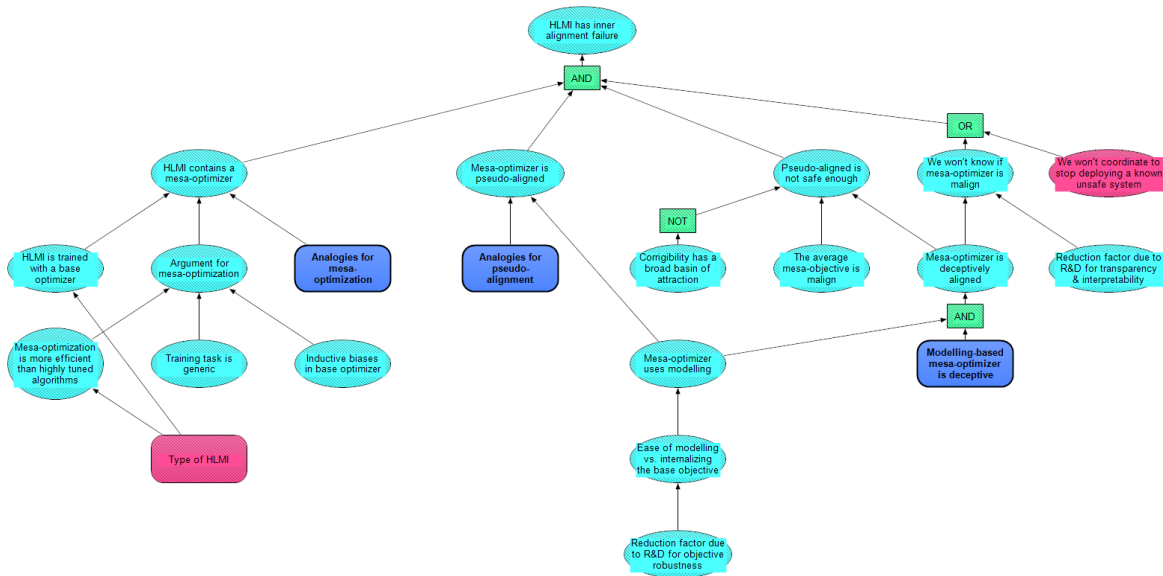 HLMI has inner
alignment failure
AND
OR
HLMI contains a
mesa-optimizer
Mesa-optimizer is
pseudo-aligned
Pseudo-aligned is
not safe enough
We won't know if
mesa-optimizer is
malign
We won't coordinate to
stop deploying a known
unsafe system
NOT
HLMI is trained
with a base
optimizer
Argument for
mesa-optimization
Analogies for
mesa-
optimization
Analogies for
pseudo-
alignment
Corrigibility has a
broad basin of
attraction
The average
mesa-objective is
malign
Mesa-optimizer is
deceptively
aligned
Reduction factor due to
R&D for transparency
& interpretability
AND
Mesa-optimization
is more efficient
than highly tuned
algorithms
Training task is
generic
Inductive biases
in base optimizer
Mesa-optimizer
uses modelling
Modelling-based
mesa-optimizer
is deceptive
Type of HLMI
Ease of modelling
vs. internalizing
the base objective
Reduction factor due
to R&D for objective
robustness